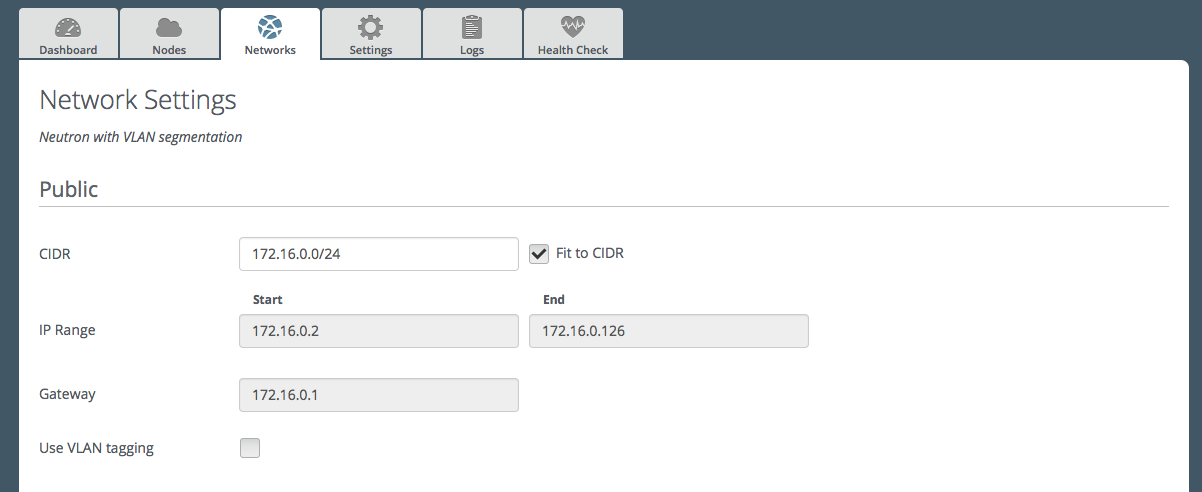 Dashboard Nodes Networks Settings Logs Health Check
Network Settings
Neutron with VLAN segmentation
Public
CIDR 172.16.0.0/24 Fit to CIDR
Start End
IP Range 172.16.0.2 172.16.0.126
Gateway 172.16.0.1
Use VLAN tagging